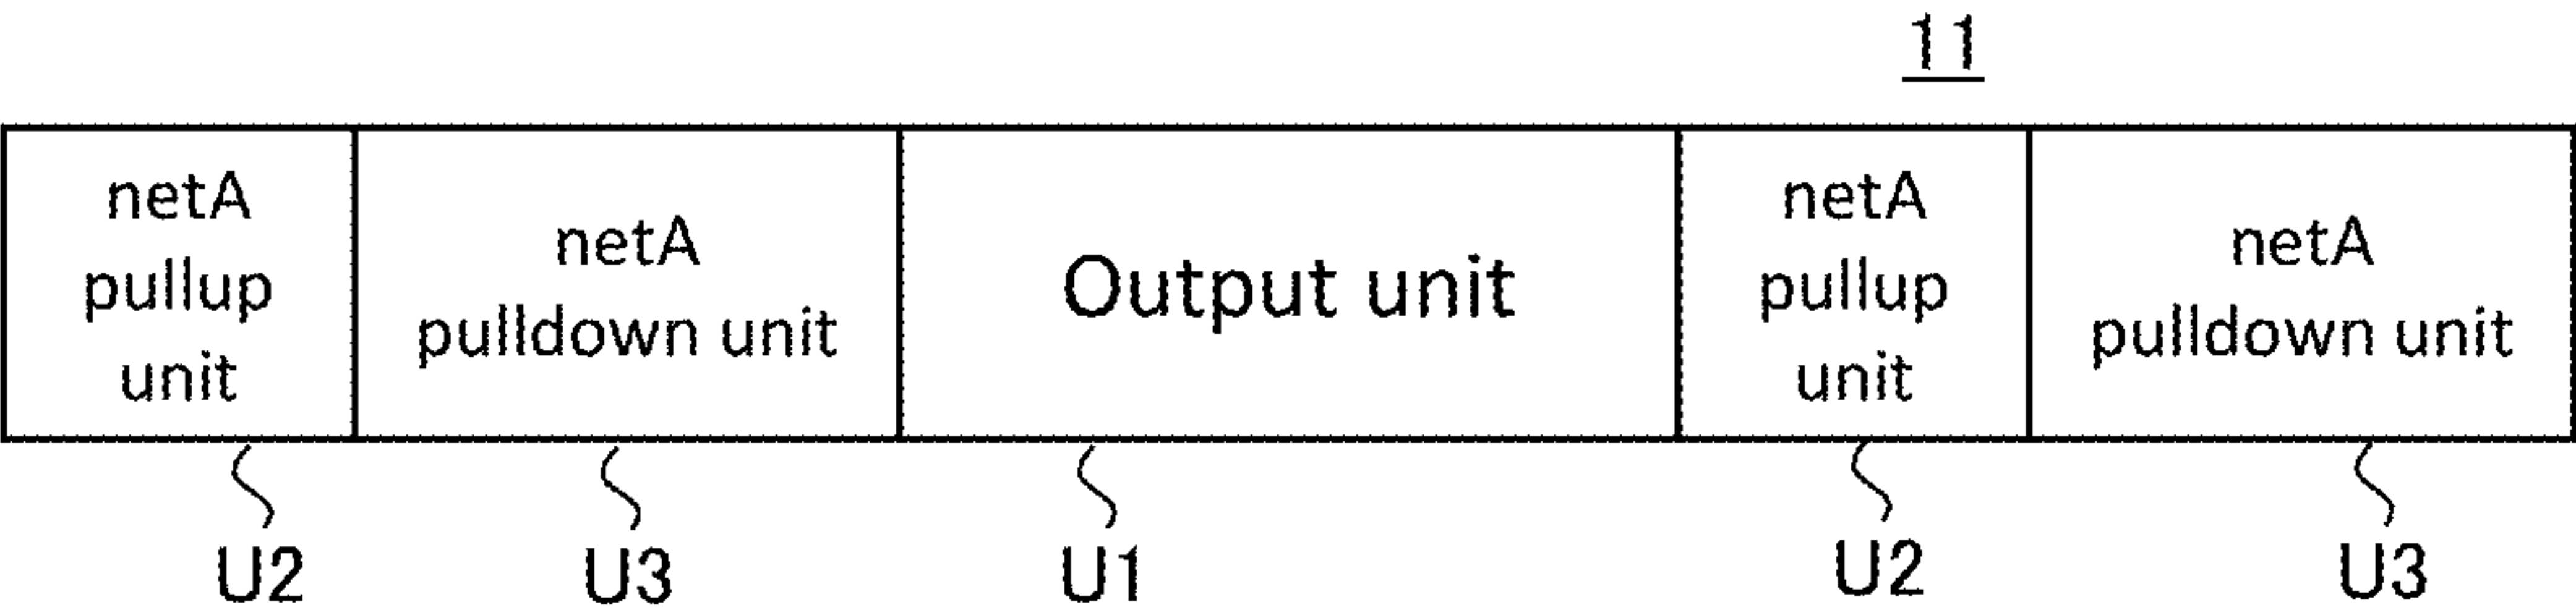 11
netA
pullup
unit
netA
pulldown unit
Output unit
netA
pullup
unit
netA
pulldown unit
U2
U3
U1
U2
U3